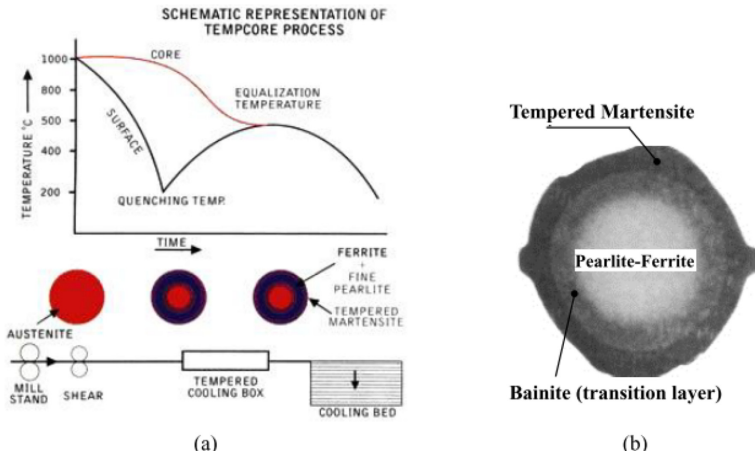 SCHEMATIC REPRESENTATION OF
TEMPCORE PROCESS
CORE
EQUALIZATION
TEMPERATURE
SURFACE
QUENCHING TEMP.
TEMPERATURE °C
1000
800
500
400
200
TIME
FERRITE
+
FINE
PEARLITE
TEMPERED
MARTENSITE
AUSTENITE
MILL
STAND
SHEAR
TEMPERED
COOLING BOX
COOLING BED
(a)
Tempered Martensite
Pearlite-Ferrite
Bainite (transition layer)
(b)